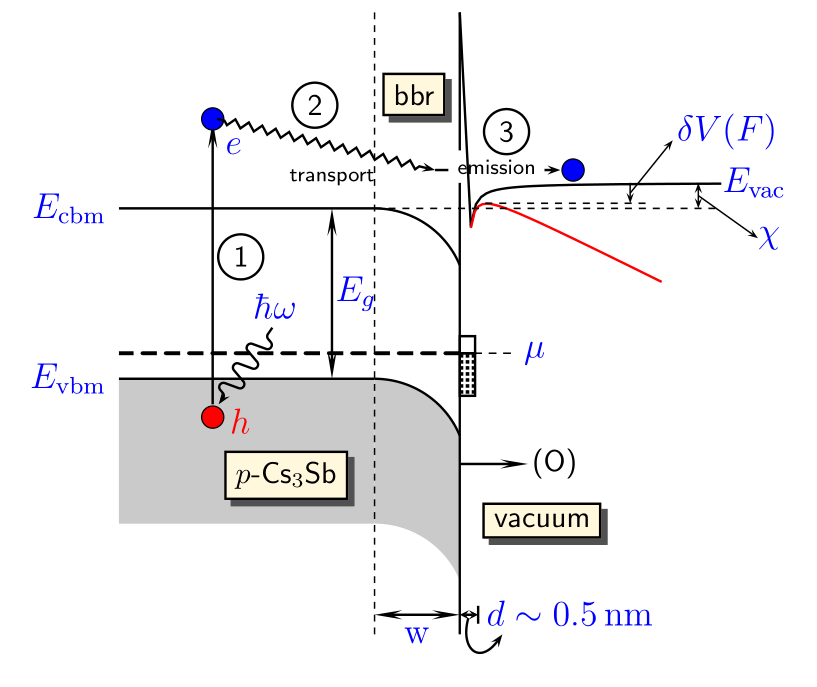 bbr
2
3
δV(F)
e
transport
emission
E_vac
E_cbm
χ
1
E_g
ħω
μ
E_vbm
h
p-Cs₃Sb
(O)
vacuum
w
d ∼ 0.5 nm